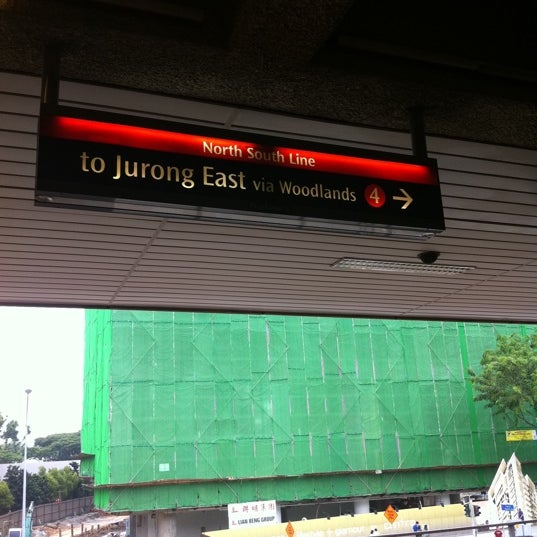 North South Line
to Jurong East via Woodlands 4 →
LIAN BENG GROUP